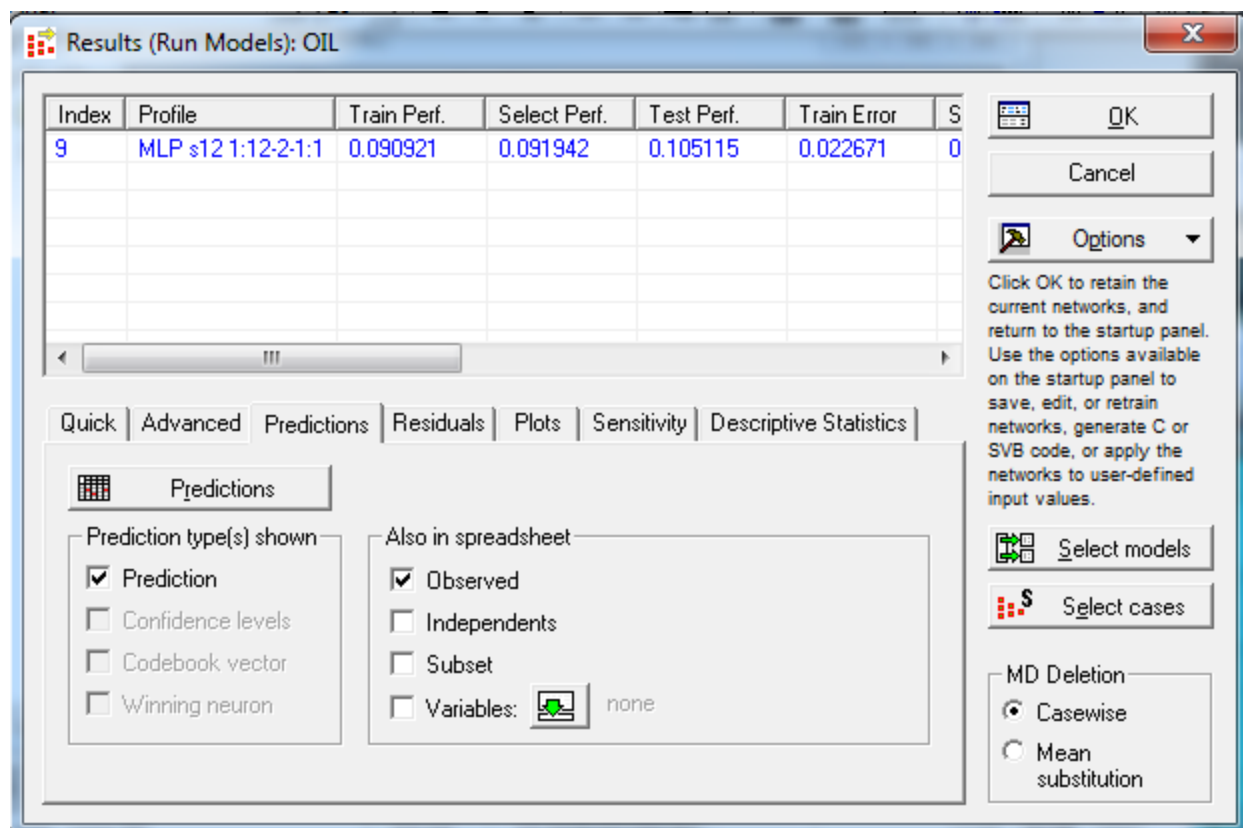 Results (Run Models): OIL
Index Profile Train Perf. Select Perf. Test Perf. Train Error S
9 MLP s12 1:12-2-1:1 0.090921 0.091942 0.105115 0.022671 0
OK
Cancel
Options
Click OK to retain the
current networks, and
return to the startup panel.
Use the options available
on the startup panel to
save, edit, or retrain
networks, generate C or
SVB code, or apply the
networks to user-defined
input values.
Quick Advanced Predictions Residuals Plots Sensitivity Descriptive Statistics
Predictions
Prediction type(s) shown
Prediction
Confidence levels
Codebook vector
Winning neuron
Also in spreadsheet
Observed
Independents
Subset
Variables: none
Select models
S Select cases
MD Deletion
Casewise
Mean
substitution